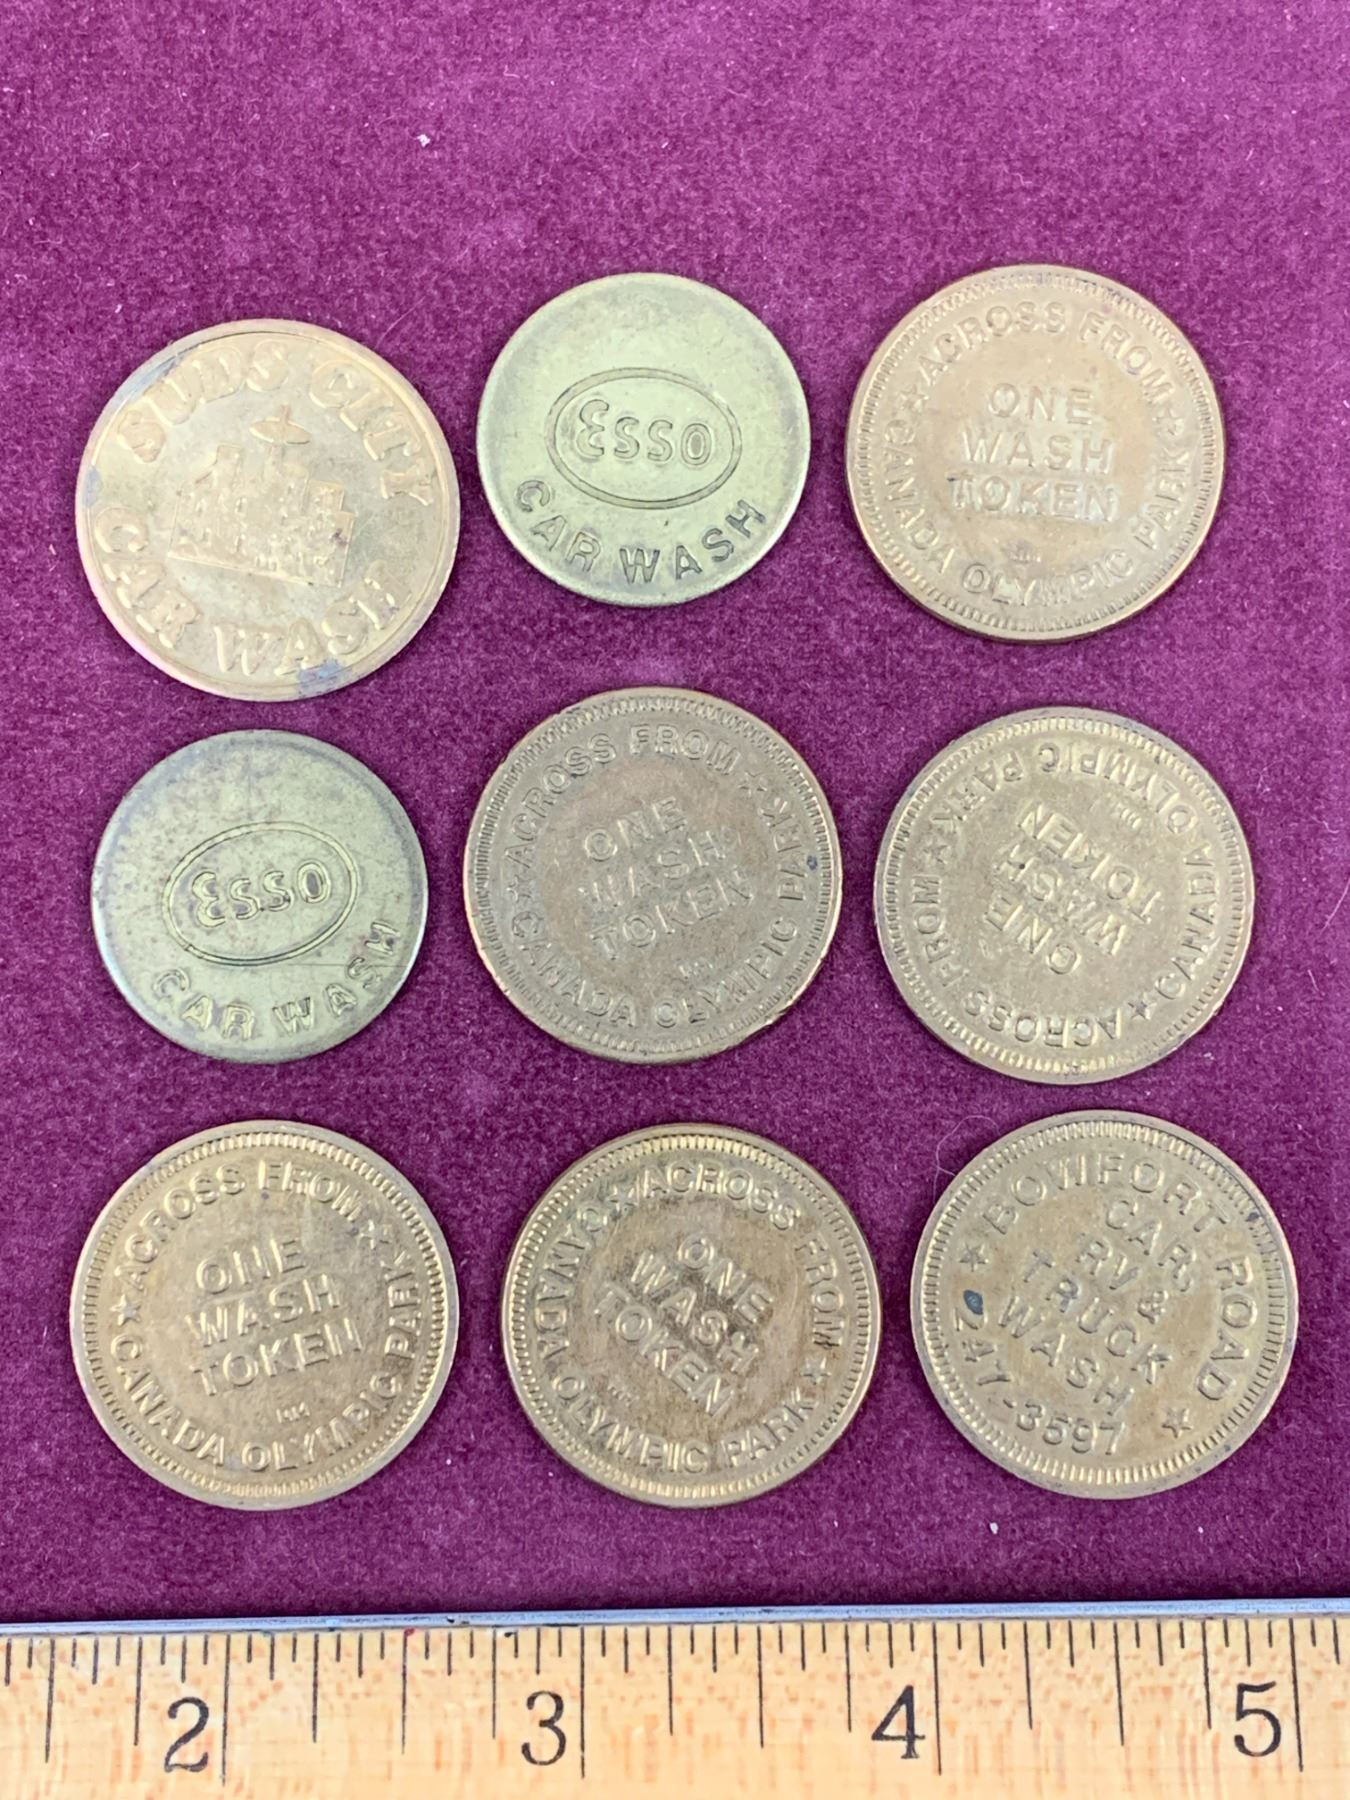 SUDS CITY
CAR WASH
Esso
CAR WASH
ACROSS FROM
ONE
WASH
TOKEN
CANADA OLYMPIC PARK
Esso
CAR WASH
ACROSS FROM
ONE
WASH
TOKEN
CANADA OLYMPIC PARK
ACROSS FROM
ONE
WASH
TOKEN
CANADA OLYMPIC PARK
ACROSS FROM
ONE
WASH
TOKEN
CANADA OLYMPIC PARK
ACROSS FROM
ONE
WASH
TOKEN
CANADA OLYMPIC PARK
BOWFORT ROAD
CAR,
RV &
TRUCK
WASH
247-3597
2 3 4 5